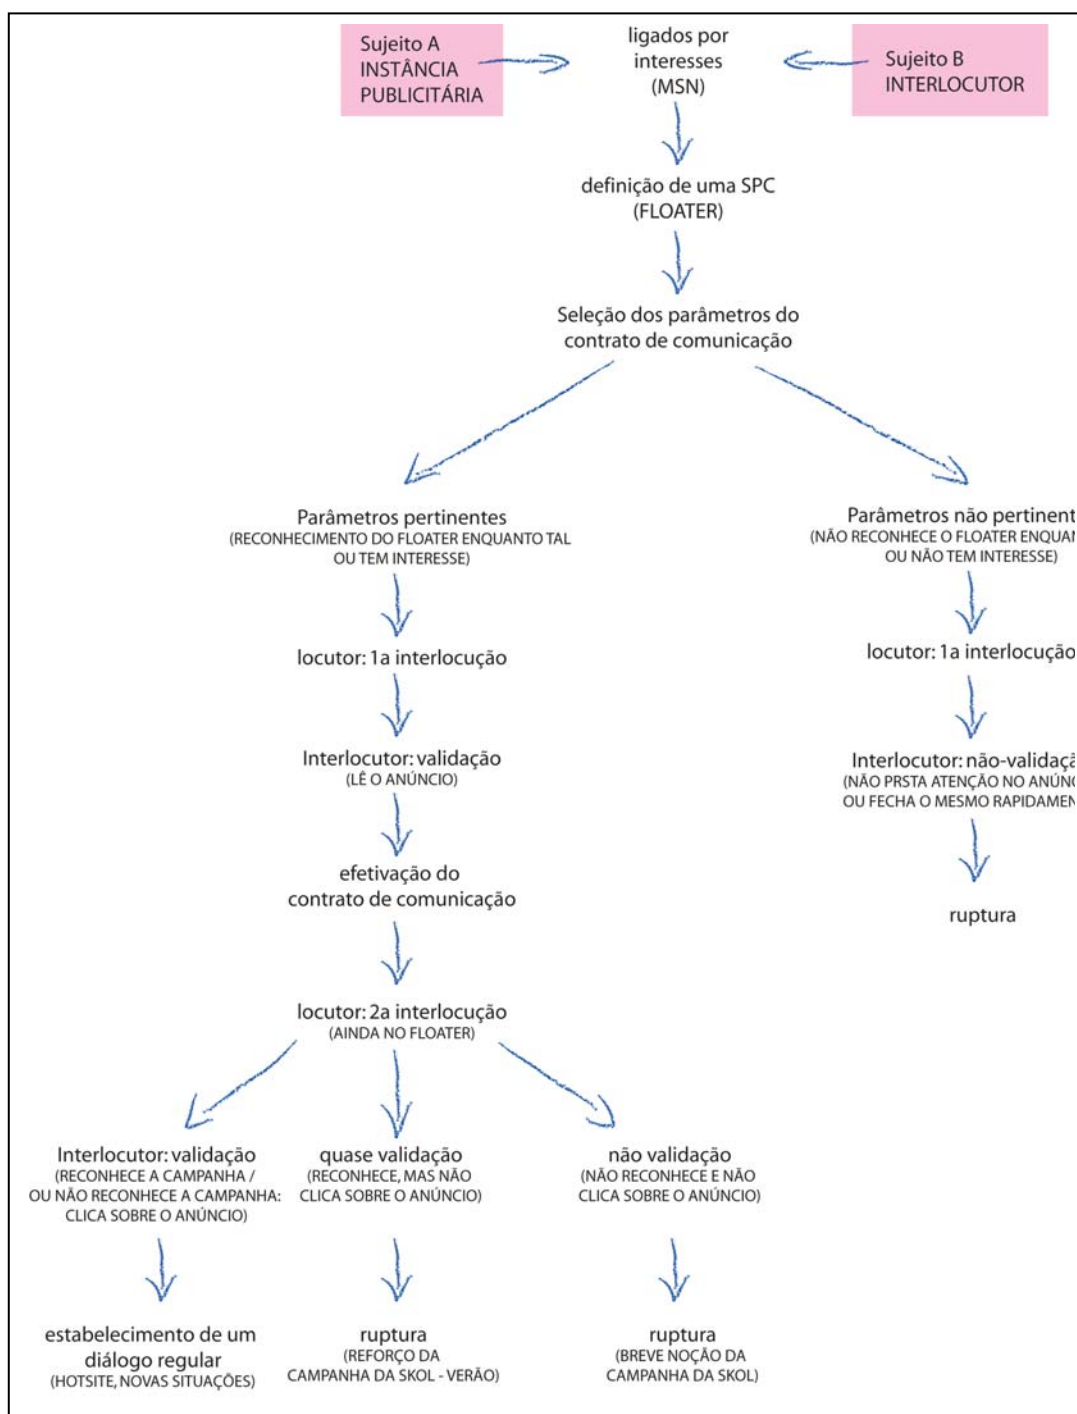 Sujeito A
INSTÂNCIA
PUBLICITÁRIA
ligados por
interesses
(MSN)
Sujeito B
INTERLOCUTOR
definição de uma SPC
(FLOATER)
Seleção dos parâmetros do
contrato de comunicação
Parâmetros pertinentes
(RECONHECIMENTO DO FLOATER ENQUANTO TAL
OU TEM INTERESSE)
locutor: 1a interlocução
Interlocutor: validação
(LÊ O ANÚNCIO)
efetivação do
contrato de comunicação
locutor: 2a interlocução
(AINDA NO FLOATER)
Parâmetros não pertinent
(NÃO RECONHECE O FLOATER ENQUAN
OU NÃO TEM INTERESSE)
locutor: 1a interlocução
Interlocutor: não-validaçã
(NÃO PRSTA ATENÇÃO NO ANÚNC
OU FECHA O MESMO RAPIDAMEN
ruptura
Interlocutor: validação
(RECONHECE A CAMPANHA /
OU NÃO RECONHECE A CAMPANHA:
CLICA SOBRE O ANÚNCIO)
estabelecimento de um
diálogo regular
(HOTSITE, NOVAS SITUAÇÕES)
quase validação
(RECONHECE, MAS NÃO
CLICA SOBRE O ANÚNCIO)
ruptura
(REFORÇO DA
CAMPANHA DA SKOL - VERÃO)
não validação
(NÃO RECONHECE E NÃO
CLICA SOBRE O ANÚNCIO)
ruptura
(BREVE NOÇÃO DA
CAMPANHA DA SKOL)